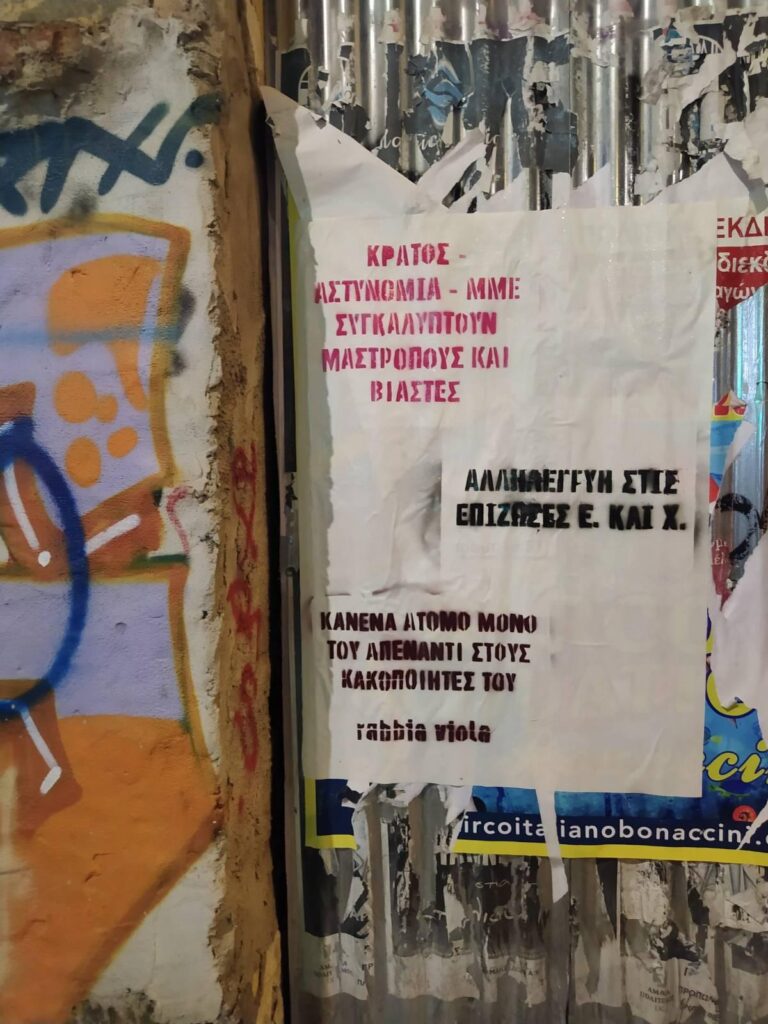 ΚΡΑΤΟΣ -
ΑΣΤΥΝΟΜΙΑ - ΜΜΕ
ΣΥΓΚΑΛΥΠΤΟΥΝ
ΜΑΣΤΡΟΠΟΥΣ ΚΑΙ
ΒΙΑΣΤΕΣ
ΑΛΛΗΛΕΓΓΥΗ ΣΤΙΣ
ΕΠΙΖΩΣΕΣ Ε. ΚΑΙ Χ.
ΚΑΝΕΝΑ ΑΤΟΜΟ ΜΟΝΟ
ΤΟΥ ΑΠΕΝΑΝΤΙ ΣΤΟΥΣ
ΚΑΚΟΠΟΙΗΤΕΣ ΤΟΥ
rabbia viola
ircoitalianobonaccini.